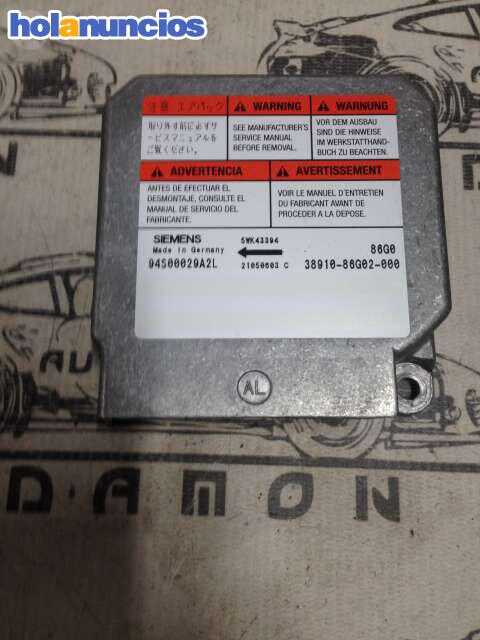 holanuncios
注意 エアバッグ
取り外す前に必ずサ
ービスマニュアルを
ご覧ください。
WARNING
SEE MANUFACTURER'S
SERVICE MANUAL
BEFORE REMOVAL.
WARNUNG
VOR DEM AUSBAU
SIND DIE HINWEISE
IM WERKSTATTHAND-
BUCH ZU BEACHTEN.
ADVERTENCIA
ANTES DE EFECTUAR EL
DESMONTAJE, CONSULTE EL
MANUAL DE SERVICIO DEL
FABRICANTE.
AVERTISSEMENT
VOIR LE MANUEL D'ENTRETIEN
DU FABRICANT AVANT DE
PROCEDER A LA DEPOSE.
SIEMENS 5WK43394 86G0
Made in Germany
94S00029A2L 21050603 C 38910-86G02-000
AL
AU
DAMON